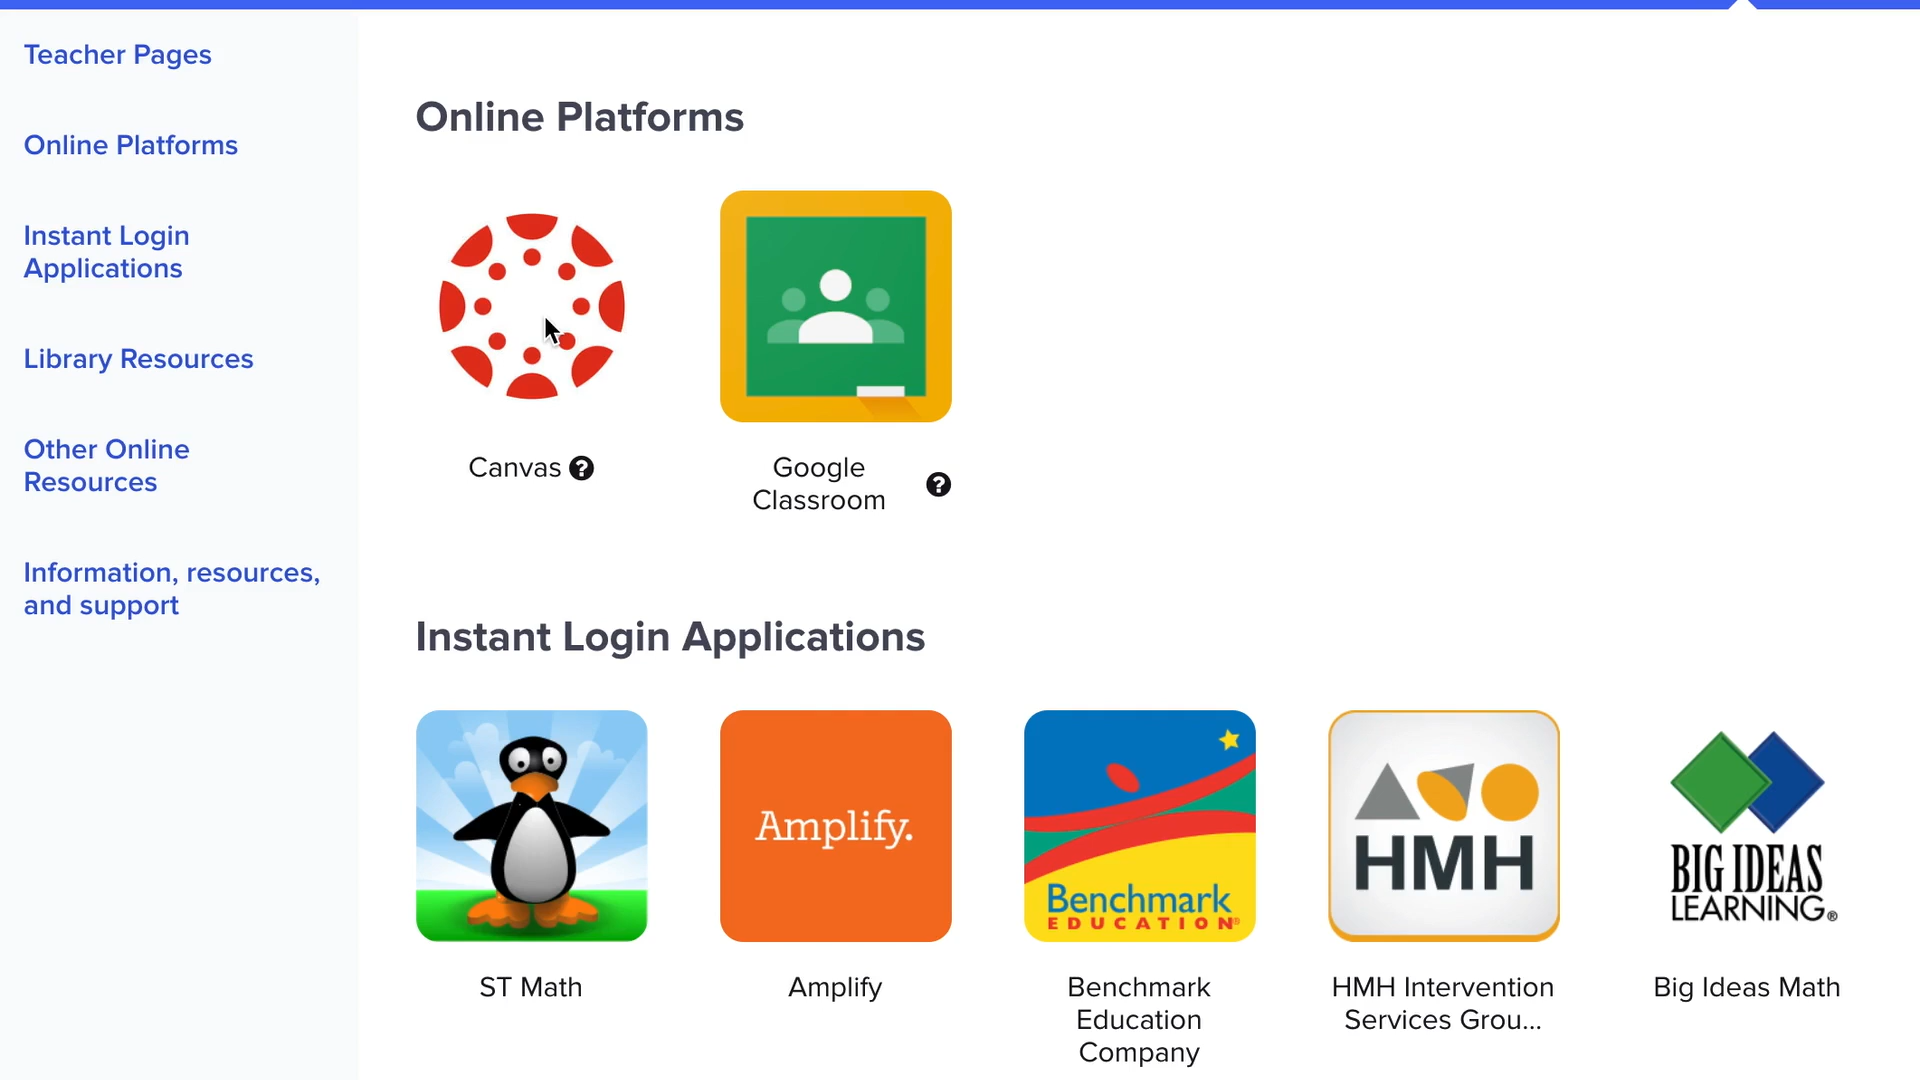 Teacher Pages
Online Platforms
Instant Login
Applications
Library Resources
Other Online
Resources
Information, resources,
and support
Online Platforms
Canvas ?
Google
Classroom
?
Instant Login Applications
Amplify.
Benchmark
EDUCATION®
HMH
BIG IDEAS
LEARNING®
ST Math
Amplify
Benchmark
Education
Company
HMH Intervention
Services Grou...
Big Ideas Math